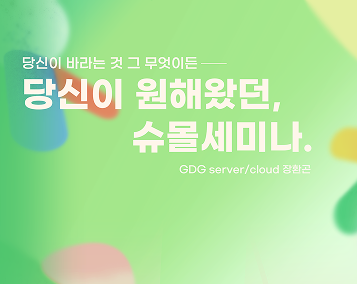 당신이 바라는 것 그 무엇이든 ——
당신이 원해왔던,
슈몰세미나.
GDG server/cloud 장환곤